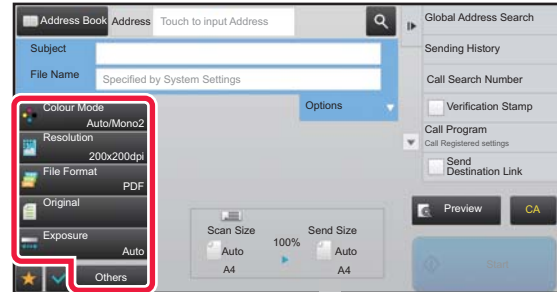 Address Book Address Touch to input Address
Subject
File Name Specified by System Settings
Options
Colour Mode
Auto/Mono2
Resolution
200x200dpi
File Format
PDF
Original
Exposure
Auto
Others
Scan Size
Auto
A4
100%
Send Size
Auto
A4
Global Address Search
Sending History
Call Search Number
Verification Stamp
Call Program
Call Registered settings
Send
Destination Link
Preview
CA
Start